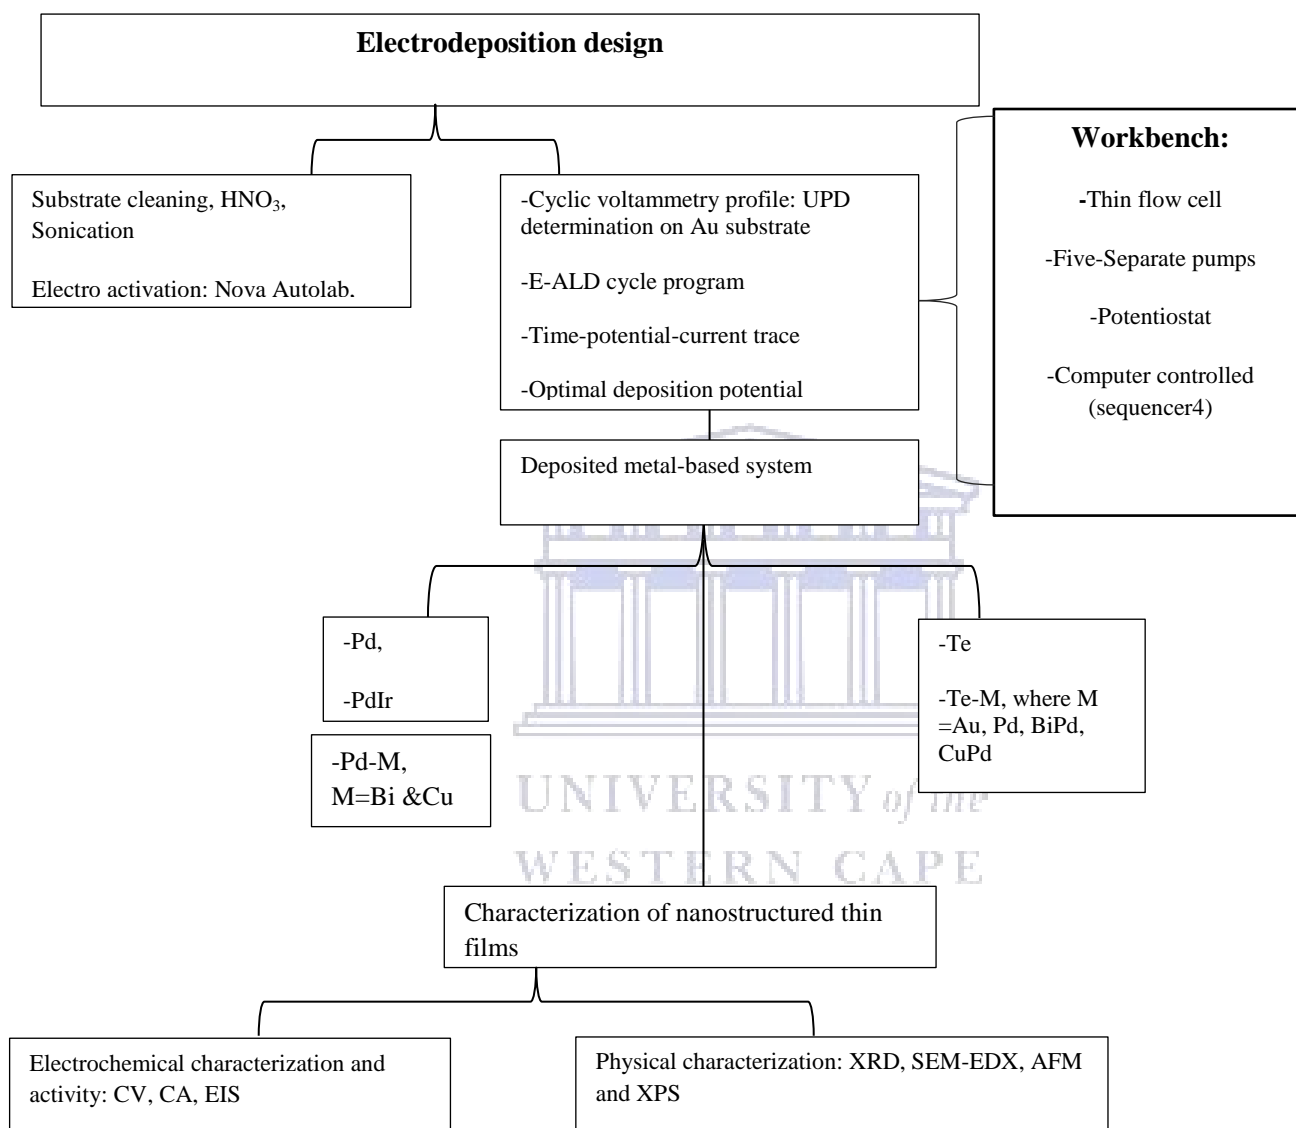 Electrodeposition design
Workbench:
-Thin flow cell
-Five-Separate pumps
-Potentiostat
-Computer controlled
(sequencer4)
Substrate cleaning, HNO₃,
Sonication
Electro activation: Nova Autolab.
-Cyclic voltammetry profile: UPD
determination on Au substrate
-E-ALD cycle program
-Time-potential-current trace
-Optimal deposition potential
Deposited metal-based system
-Pd,
-PdIr
-Pd-M,
M=Bi &Cu
-Te
-Te-M, where M
=Au, Pd, BiPd,
CuPd
UNIVERSITY of the
WESTERN CAPE
Characterization of nanostructured thin
films
Electrochemical characterization and
activity: CV, CA, EIS
Physical characterization: XRD, SEM-EDX, AFM
and XPS